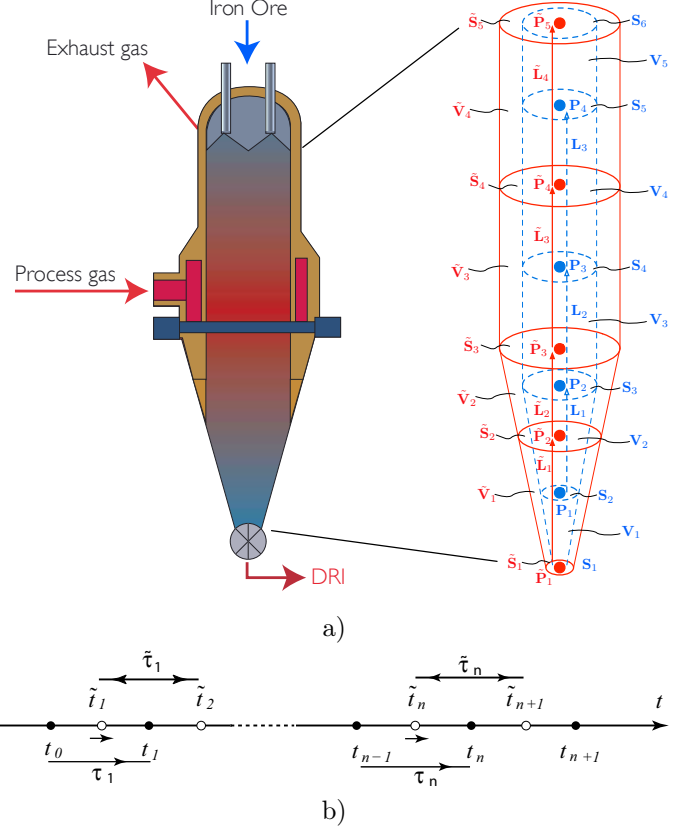 Iron Ore
Exhaust gas
Process gas
DRI
S̃₅ P̃₅ S₆
L̃₄ V₅
Ṽ₄ P₄ S₅
L₃
S̃₄ P̃₄ V₄
L̃₃
Ṽ₃ P₃ S₄
L₂
V₃
S̃₃ P̃₃
P₂ S₃
Ṽ₂ L̃₂ L₁
S̃₂ P̃₂ V₂
L̃₁
Ṽ₁ S₂
P₁
V₁
S̃₁ S₁
P̃₁
a)
τ̃₁ τ̃ₙ
t̃₁ t̃₂ t̃ₙ t̃ₙ₊₁ t
t₀ t₁ tₙ₋₁ tₙ tₙ₊₁
τ₁ τₙ
b)